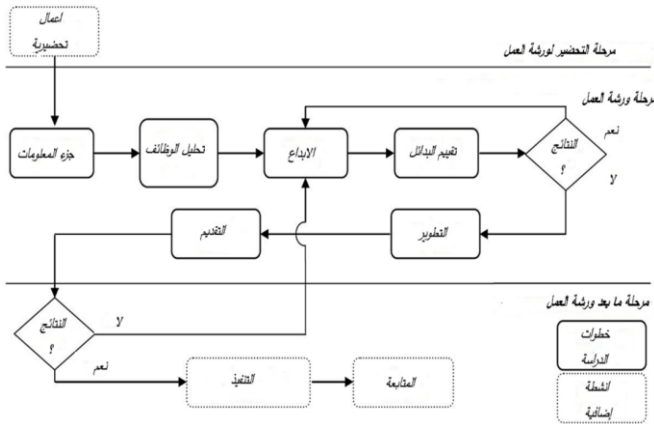 اعمال
تحضيرية
مرحلة التحضير لورشة العمل
مرحلة ورشة العمل
جزء المعلومات
تحليل الوظائف
الابداع
تقييم البدائل
النتائج
؟
نعم
لا
التطوير
التقديم
مرحلة ما بعد ورشة العمل
النتائج
؟
لا
نعم
التنفيذ
المتابعة
خطوات
الدراسة
انشطة
إضافية